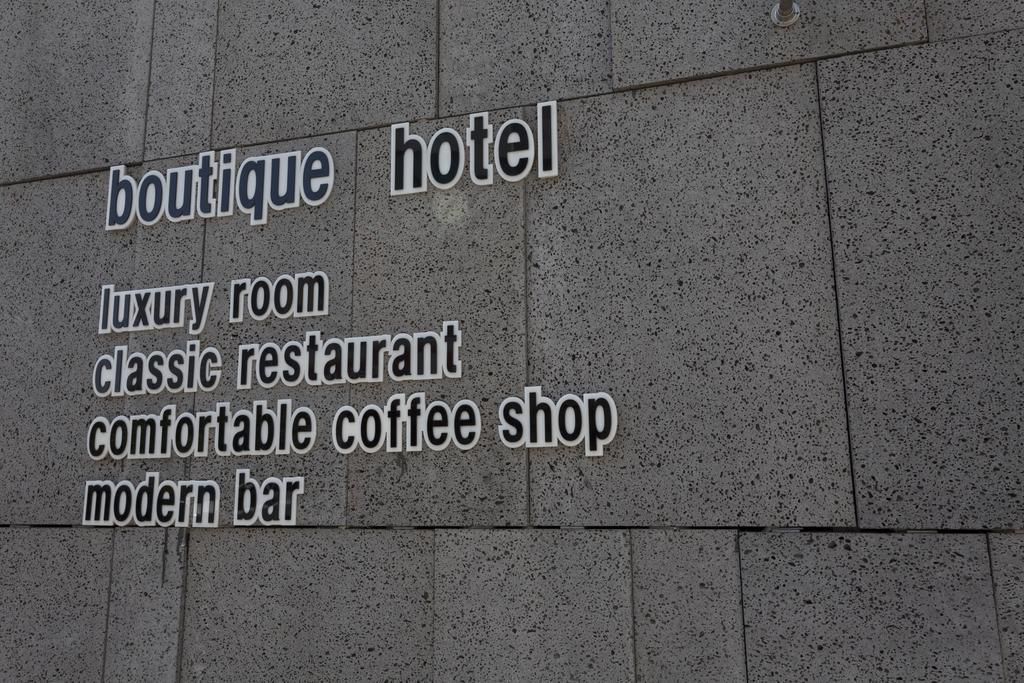 boutique hotel
luxury room
classic restaurant
comfortable coffee shop
modern bar